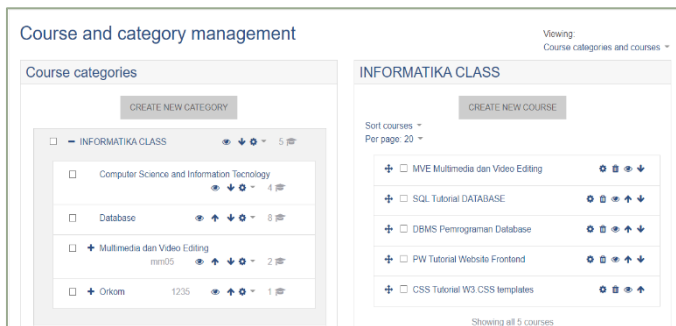 Course and category management
Viewing:
Course categories and courses
Course categories
CREATE NEW CATEGORY
INFORMATIKA CLASS 5
Computer Science and Information Tecnology
4
Database 8
Multimedia dan Video Editing
mm05 2
Orkom 1235 1
INFORMATIKA CLASS
CREATE NEW COURSE
Sort courses
Per page: 20
MVE Multimedia dan Video Editing
SQL Tutorial DATABASE
DBMS Pemrograman Database
PW Tutorial Website Frontend
CSS Tutorial W3.CSS templates
Showing all 5 courses